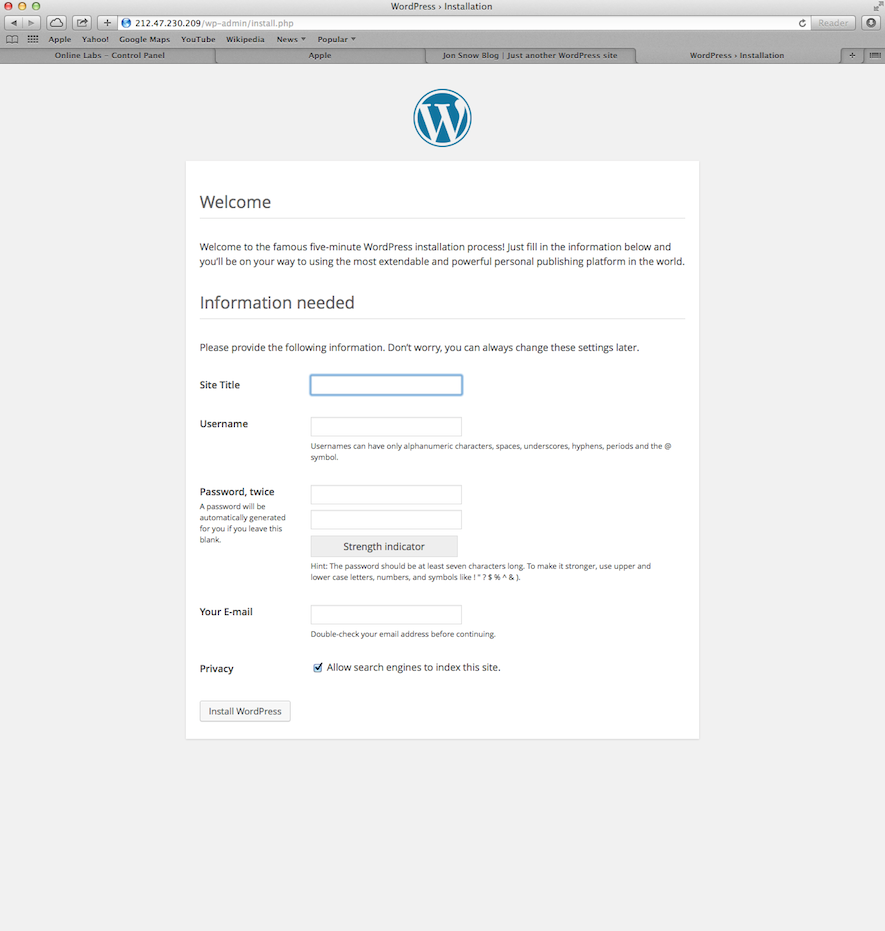 WordPress › Installation
212.47.230.209/wp-admin/install.php
Reader
Apple Yahoo! Google Maps YouTube Wikipedia News Popular
Online Labs – Control Panel
Apple
Jon Snow Blog | Just another WordPress site
WordPress › Installation
W
Welcome
Welcome to the famous five-minute WordPress installation process! Just fill in the information below and
you'll be on your way to using the most extendable and powerful personal publishing platform in the world.
Information needed
Please provide the following information. Don't worry, you can always change these settings later.
Site Title
Username
Usernames can have only alphanumeric characters, spaces, underscores, hyphens, periods and the @
symbol.
Password, twice
A password will be
automatically generated
for you if you leave this
blank.
Strength indicator
Hint: The password should be at least seven characters long. To make it stronger, use upper and
lower case letters, numbers, and symbols like ! " ? $ % ^ & ).
Your E-mail
Double-check your email address before continuing.
Privacy
Allow search engines to index this site.
Install WordPress